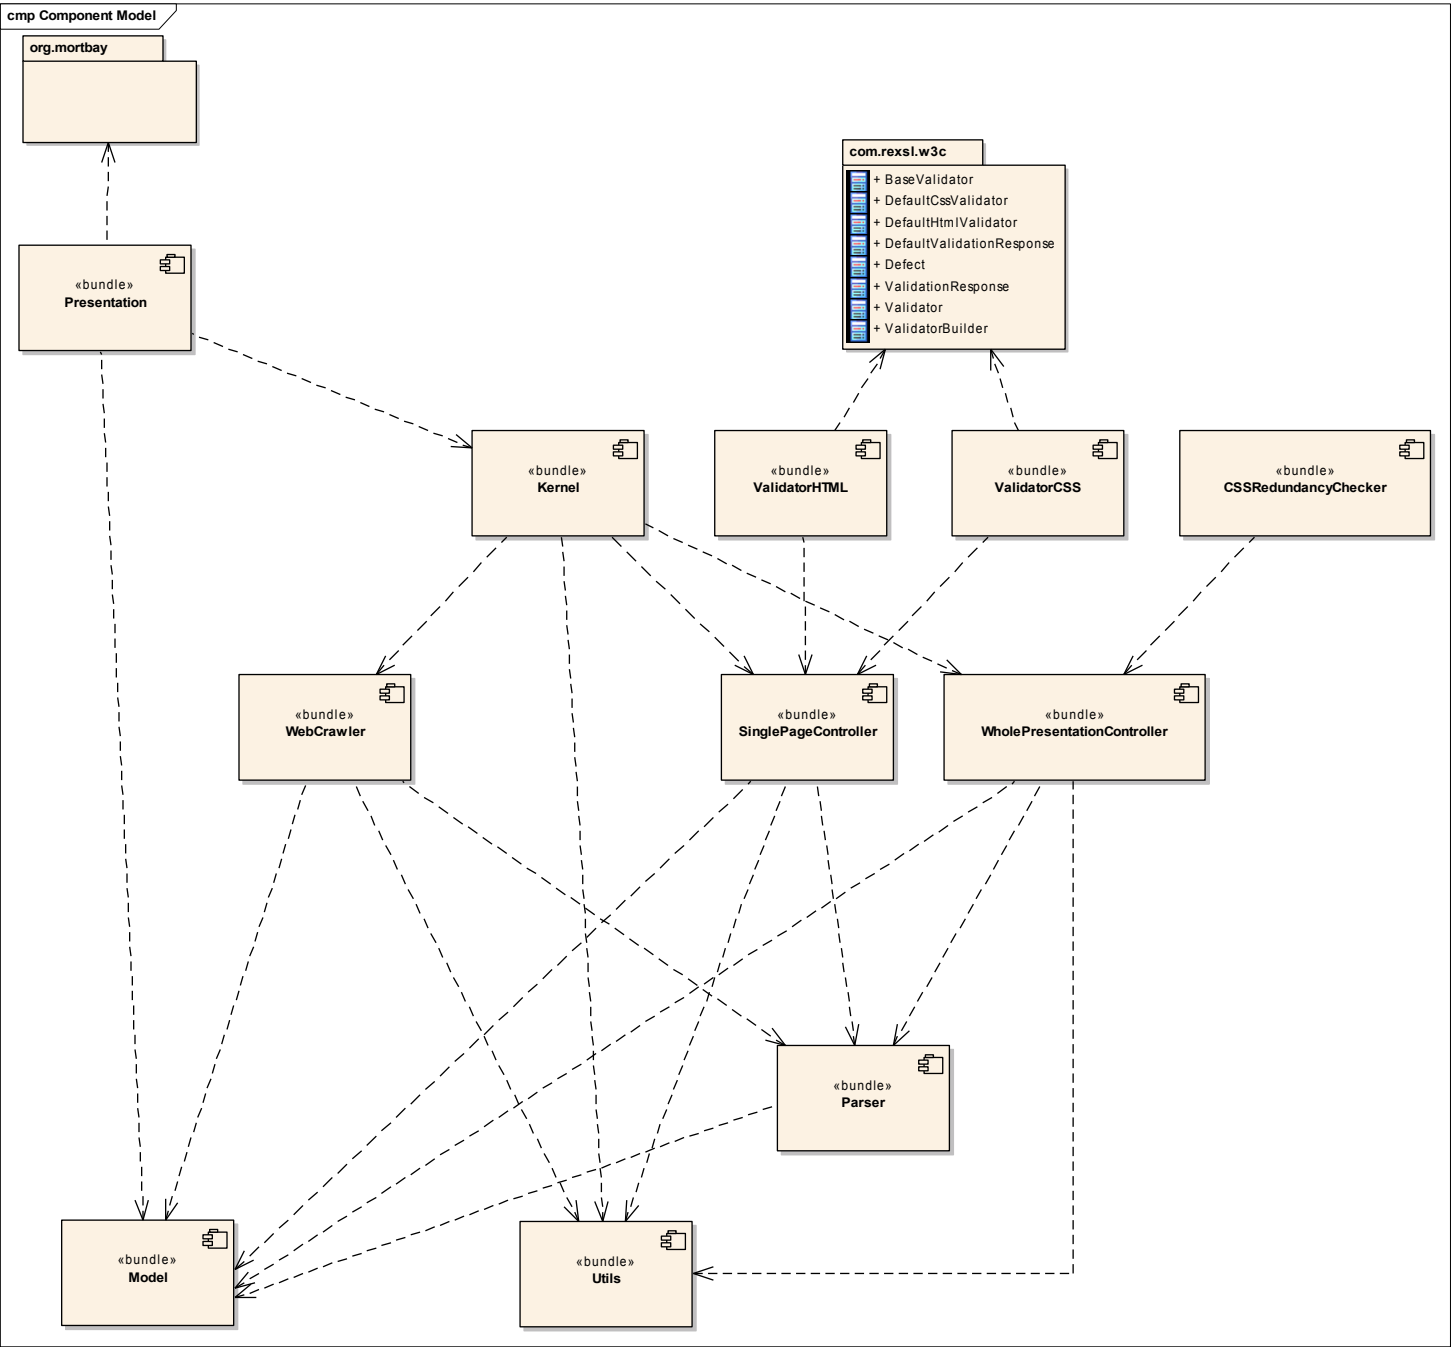 cmp Component Model
org.mortbay
com.rexsl.w3c
+ BaseValidator
+ DefaultCssValidator
+ DefaultHtmlValidator
+ DefaultValidationResponse
+ Defect
+ ValidationResponse
+ Validator
+ ValidatorBuilder
«bundle»
Presentation
«bundle»
Kernel
«bundle»
ValidatorHTML
«bundle»
ValidatorCSS
«bundle»
CSSRedundancyChecker
«bundle»
WebCrawler
«bundle»
SinglePageController
«bundle»
WholePresentationController
«bundle»
Parser
«bundle»
Model
«bundle»
Utils